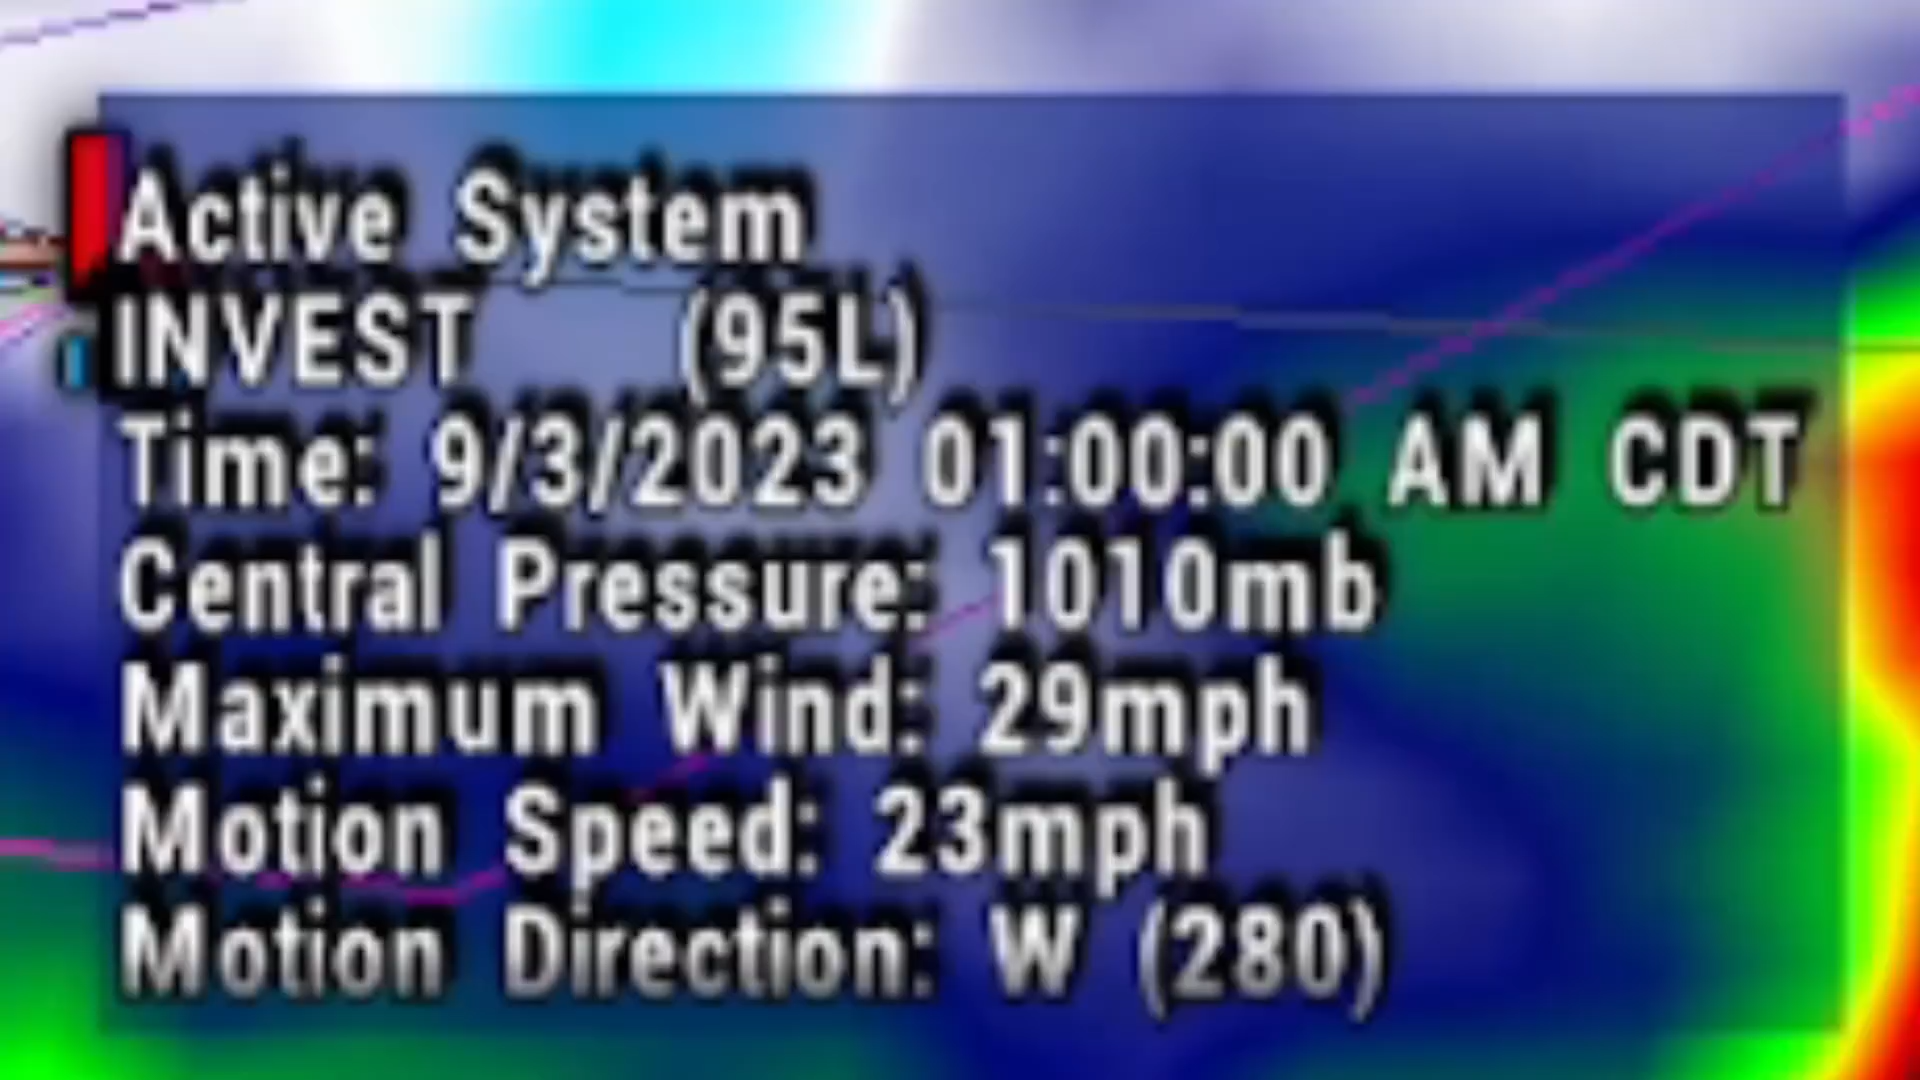 Active System
INVEST (95L)
Time: 9/3/2023 01:00:00 AM CDT
Central Pressure: 1010mb
Maximum Wind: 29mph
Motion Speed: 23mph
Motion Direction: W (280)